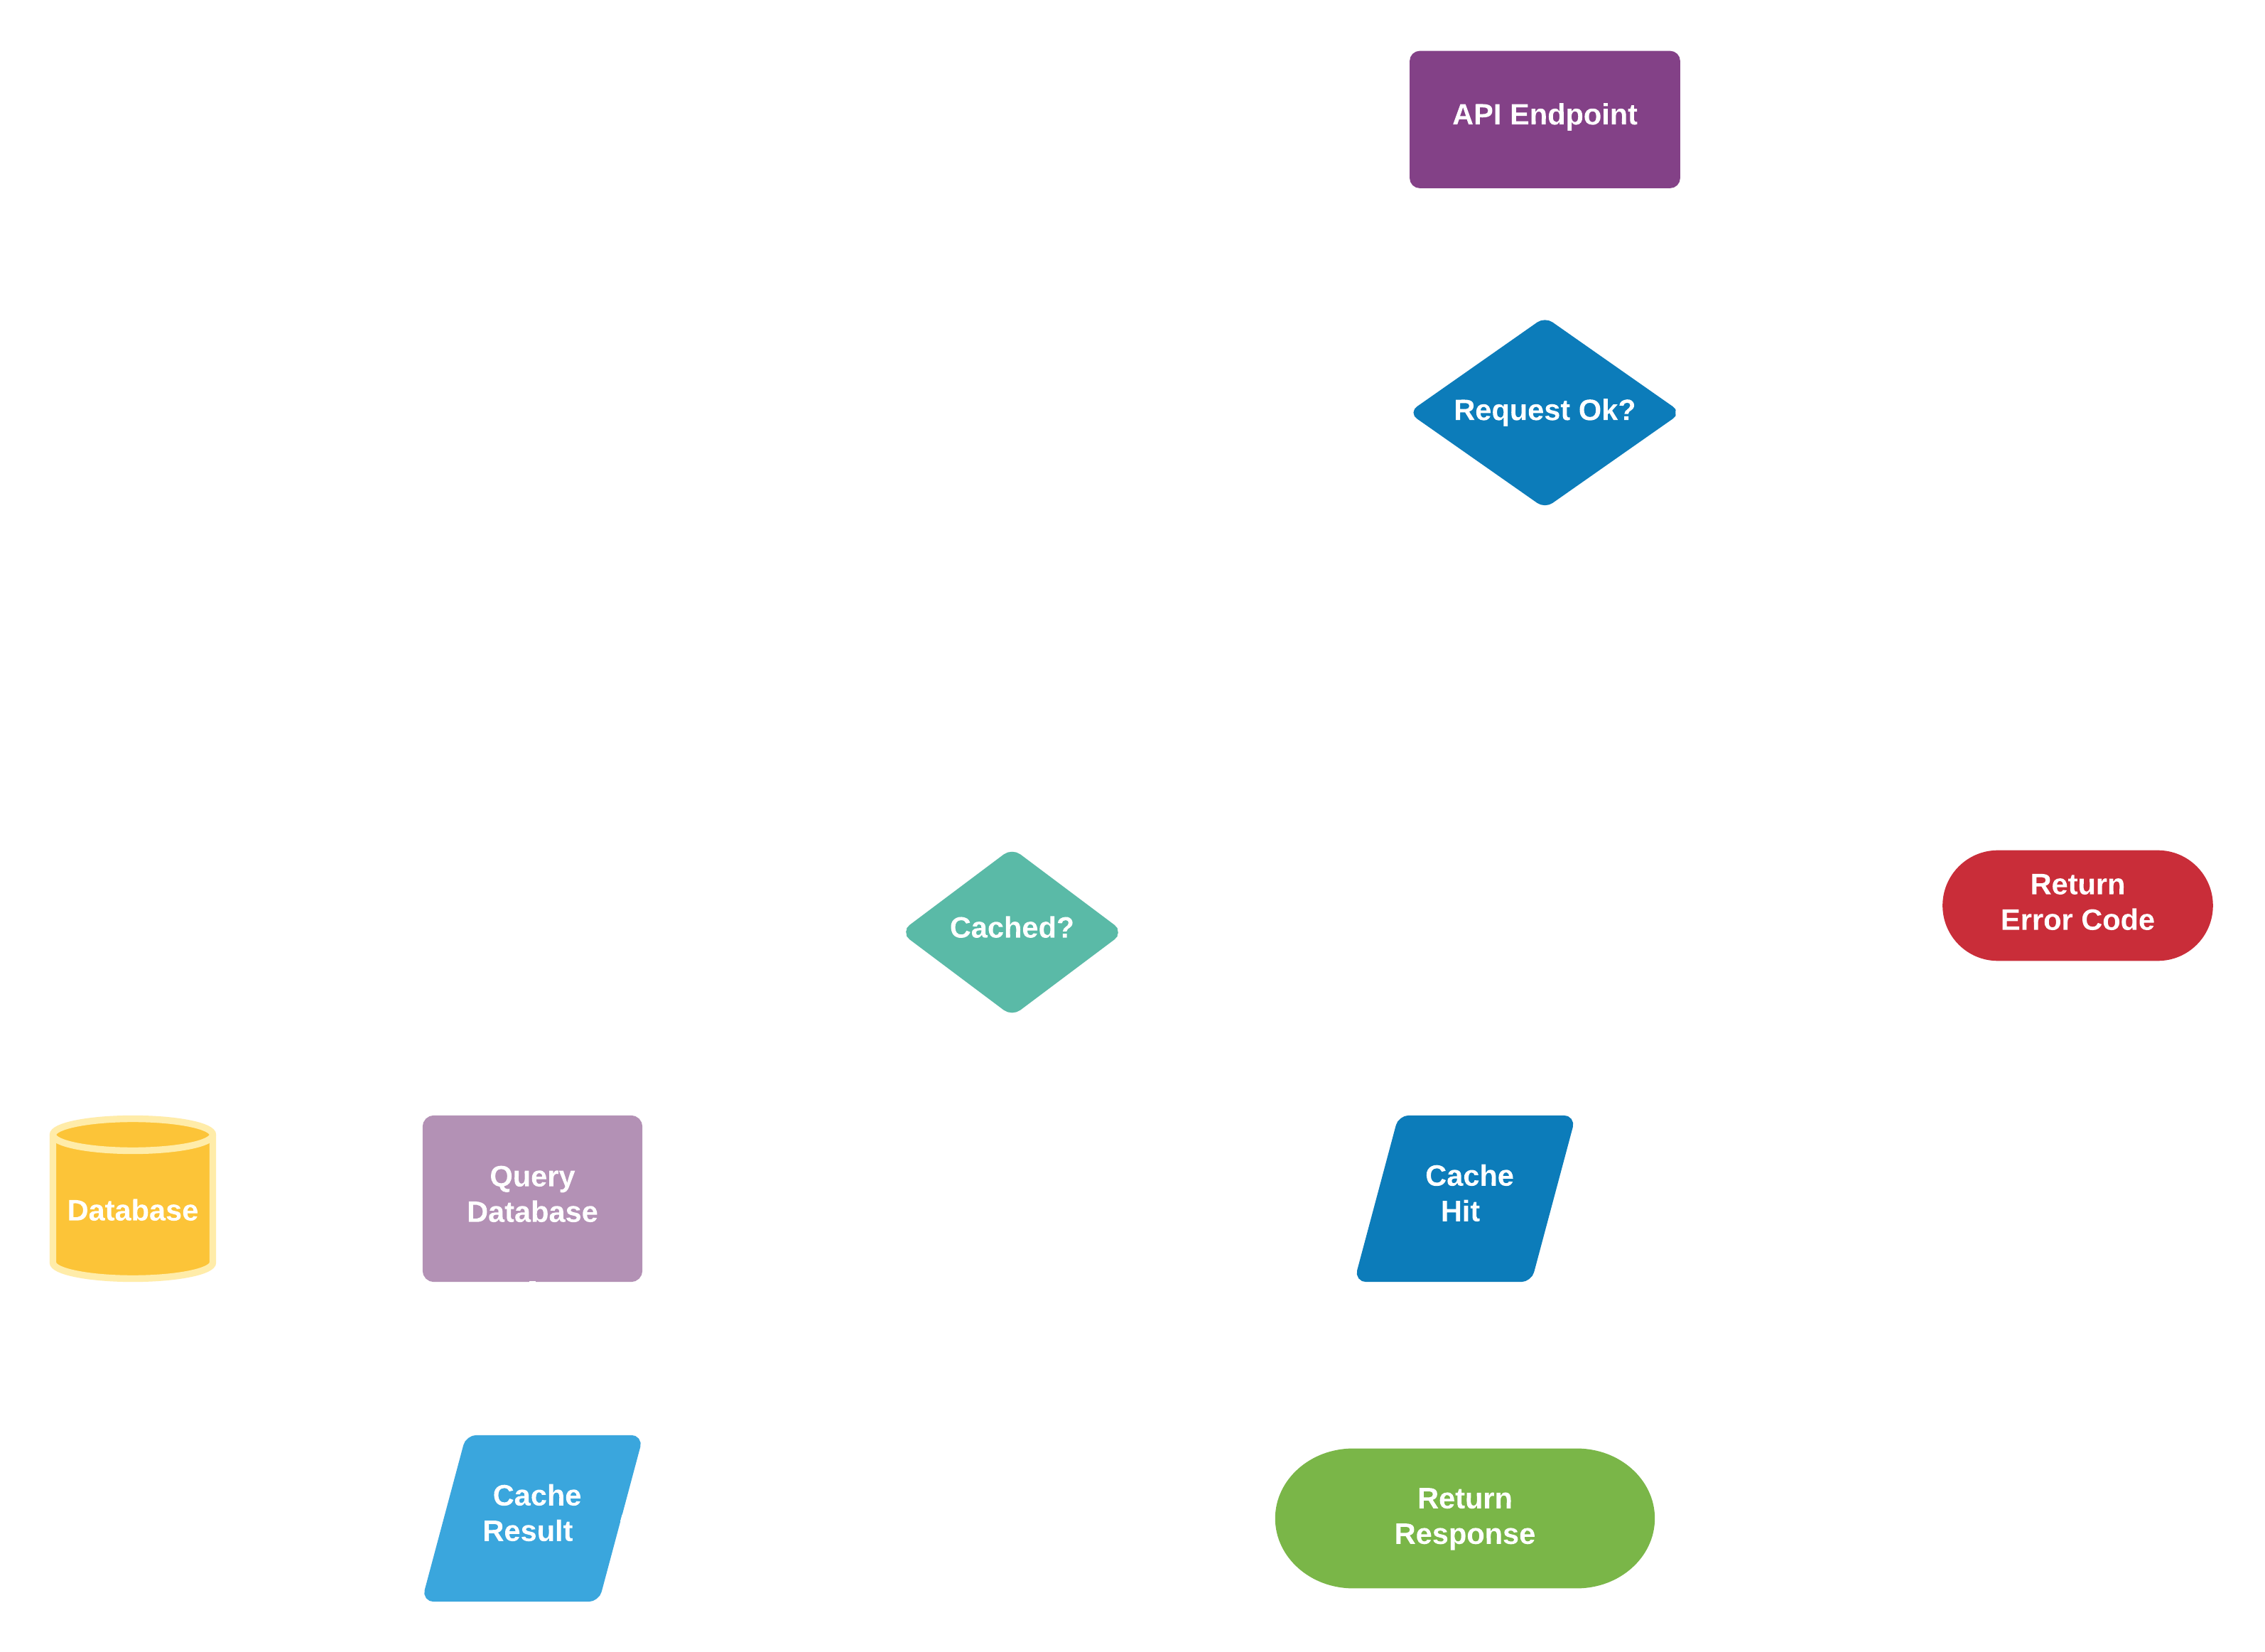 API Endpoint
Request Ok?
Return
Error Code
Cached?
Database
Query
Database
Cache
Hit
Cache
Result
Return
Response